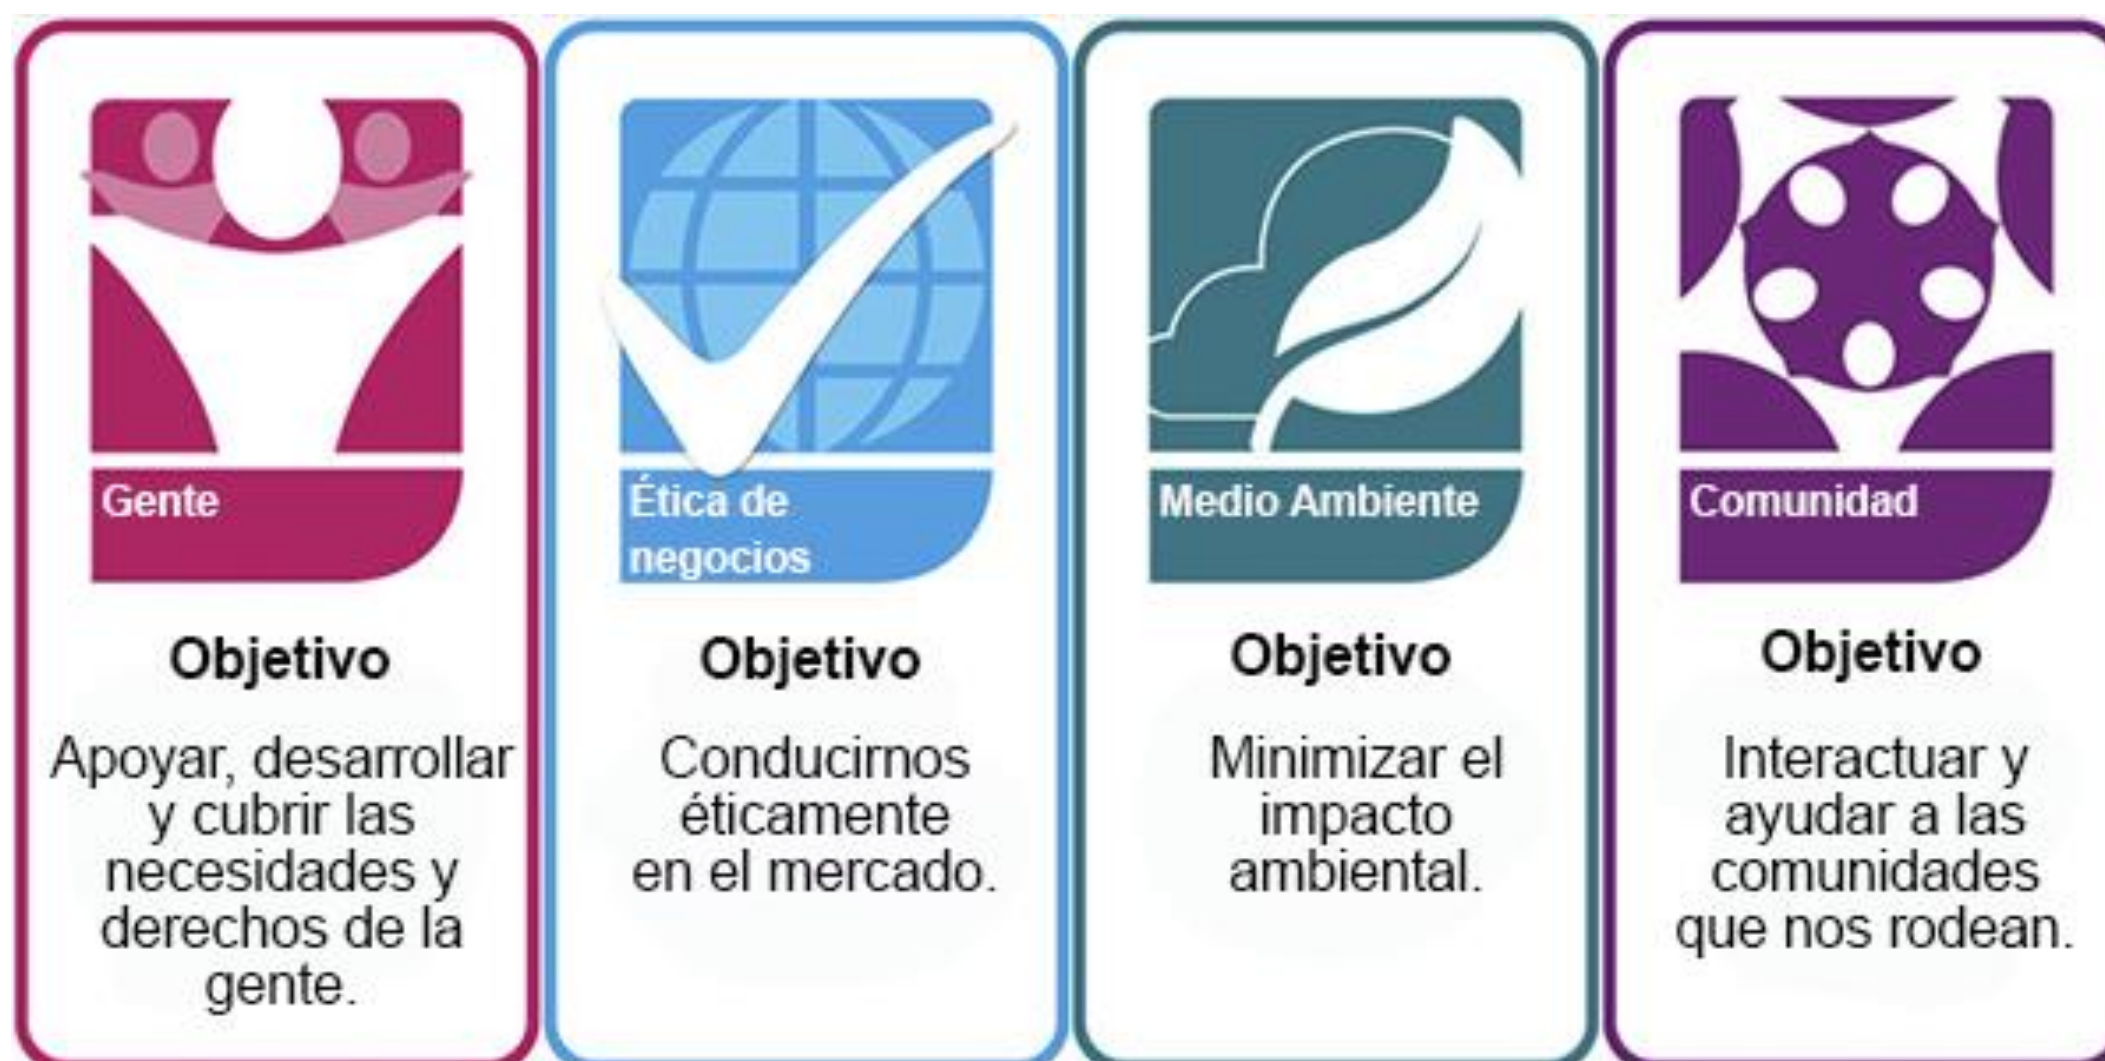 Gente
Objetivo
Apoyar, desarrollar
y cubrir las
necesidades y
derechos de la
gente.
Ética de
negocios
Objetivo
Conducirnos
éticamente
en el mercado.
Medio Ambiente
Objetivo
Minimizar el
impacto
ambiental.
Comunidad
Objetivo
Interactuar y
ayudar a las
comunidades
que nos rodean.